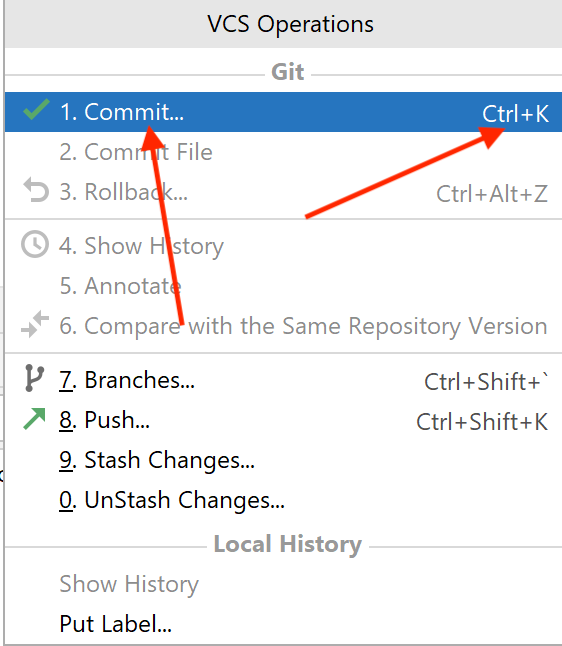 VCS Operations
Git
1. Commit... Ctrl+K
2. Commit File
3. Rollback... Ctrl+Alt+Z
4. Show History
5. Annotate
6. Compare with the Same Repository Version
7. Branches... Ctrl+Shift+`
8. Push... Ctrl+Shift+K
9. Stash Changes...
0. UnStash Changes...
Local History
Show History
Put Label...